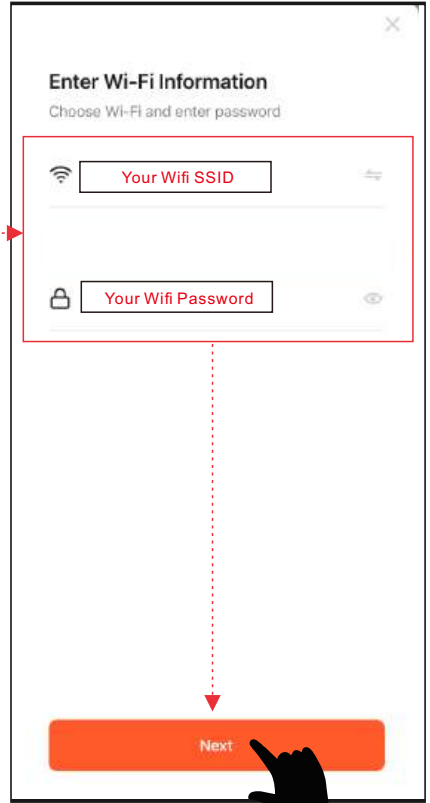 Enter Wi-Fi Information
Choose Wi-Fi and enter password
Your Wifi SSID
Your Wifi Password
Next